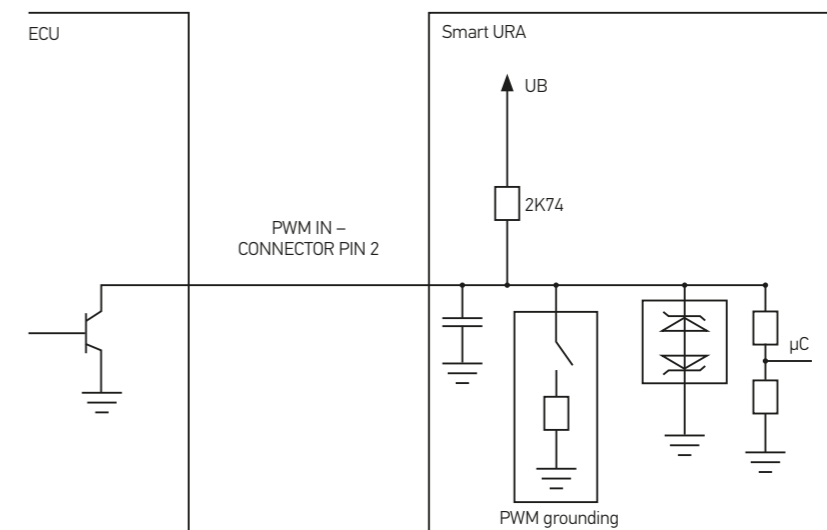 ECU
Smart URA
UB
2K74
PWM IN –
CONNECTOR PIN 2
µC
PWM grounding